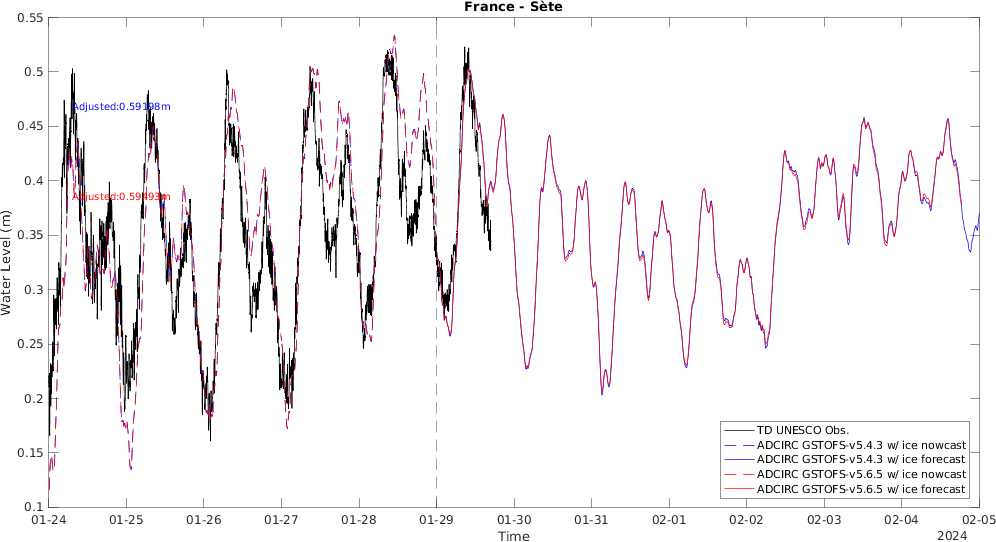 France - Sète
0.55
0.5
0.45
0.4
0.35
0.3
0.25
0.2
0.15
0.1
Water Level (m)
Adjusted:0.59198m
Adjusted:0.59493m
TD UNESCO Obs.
ADCIRC GSTOFS-v5.4.3 w/ ice nowcast
ADCIRC GSTOFS-v5.4.3 w/ ice forecast
ADCIRC GSTOFS-v5.6.5 w/ ice nowcast
ADCIRC GSTOFS-v5.6.5 w/ ice forecast
01-24 01-25 01-26 01-27 01-28 01-29 01-30 01-31 02-01 02-02 02-03 02-04 02-05
Time
2024